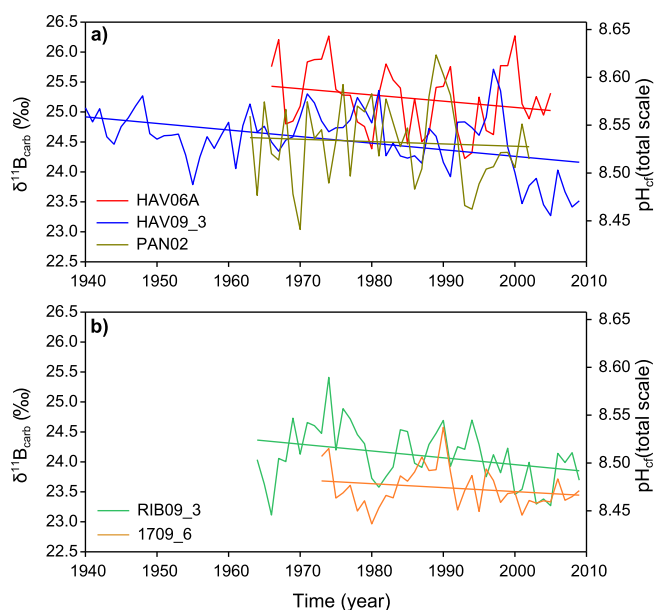 a)
26.5
26.0
25.5
25.0
24.5
24.0
23.5
23.0
22.5
δ¹¹B_carb (‰)
8.65
8.60
8.55
8.50
8.45
pH_cf(total scale)
HAV06A
HAV09_3
PAN02
1940 1950 1960 1970 1980 1990 2000 2010
b)
26.5
26.0
25.5
25.0
24.5
24.0
23.5
23.0
22.5
δ¹¹B_carb (‰)
8.65
8.60
8.55
8.50
8.45
pH_cf(total scale)
RIB09_3
1709_6
1940 1950 1960 1970 1980 1990 2000 2010
Time (year)